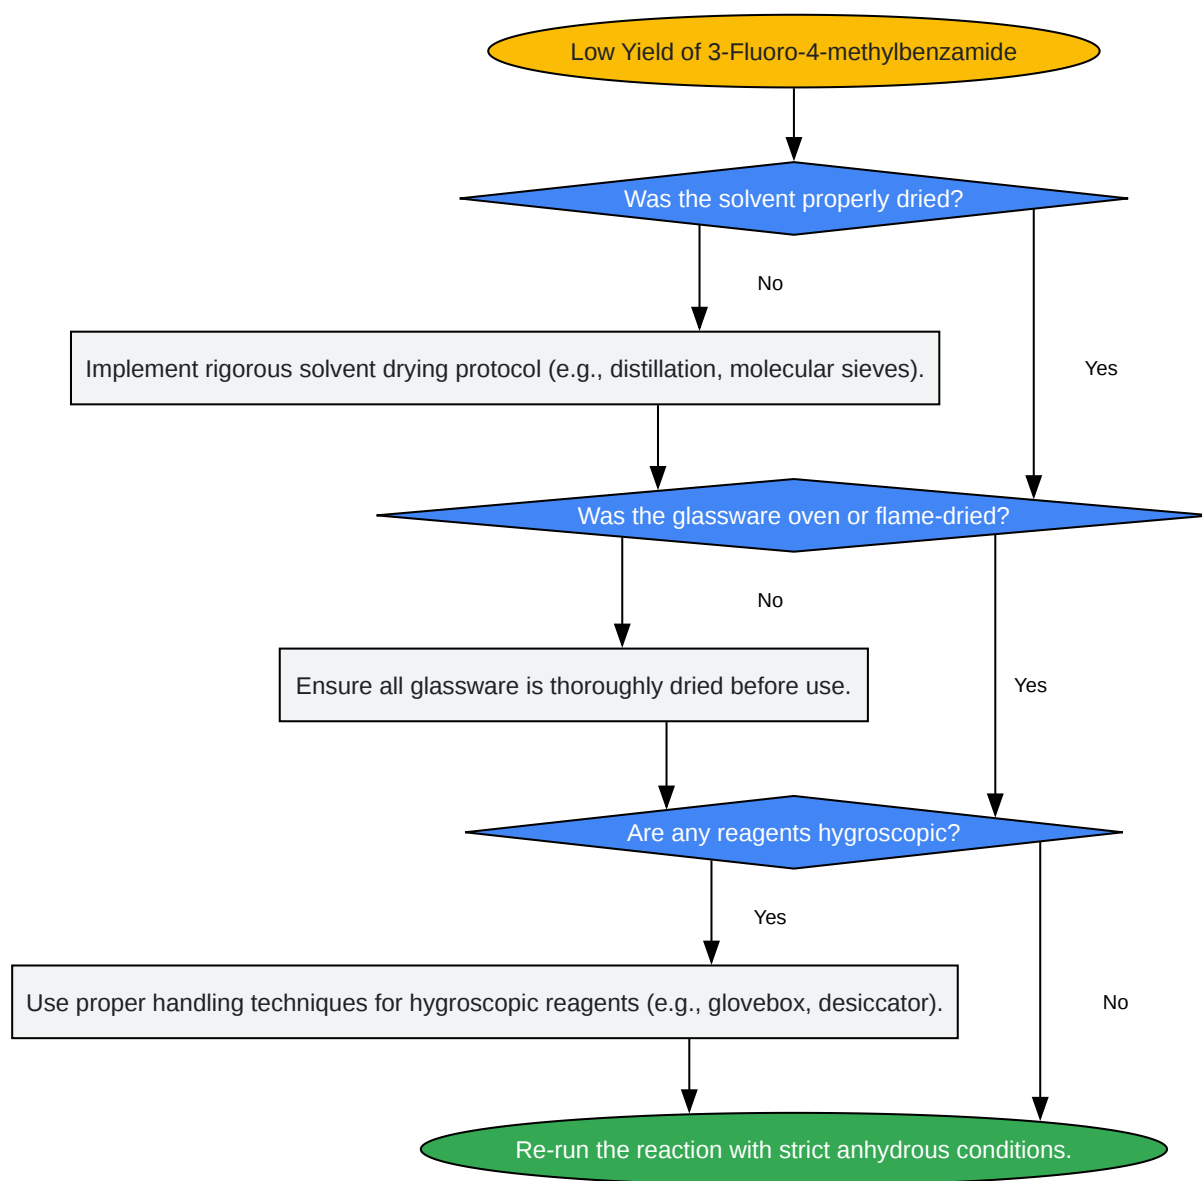 Low Yield of 3-Fluoro-4-methylbenzamide
Was the solvent properly dried?
No
Implement rigorous solvent drying protocol (e.g., distillation, molecular sieves).
Yes
Was the glassware oven or flame-dried?
No
Ensure all glassware is thoroughly dried before use.
Yes
Are any reagents hygroscopic?
Yes
Use proper handling techniques for hygroscopic reagents (e.g., glovebox, desiccator).
No
Re-run the reaction with strict anhydrous conditions.